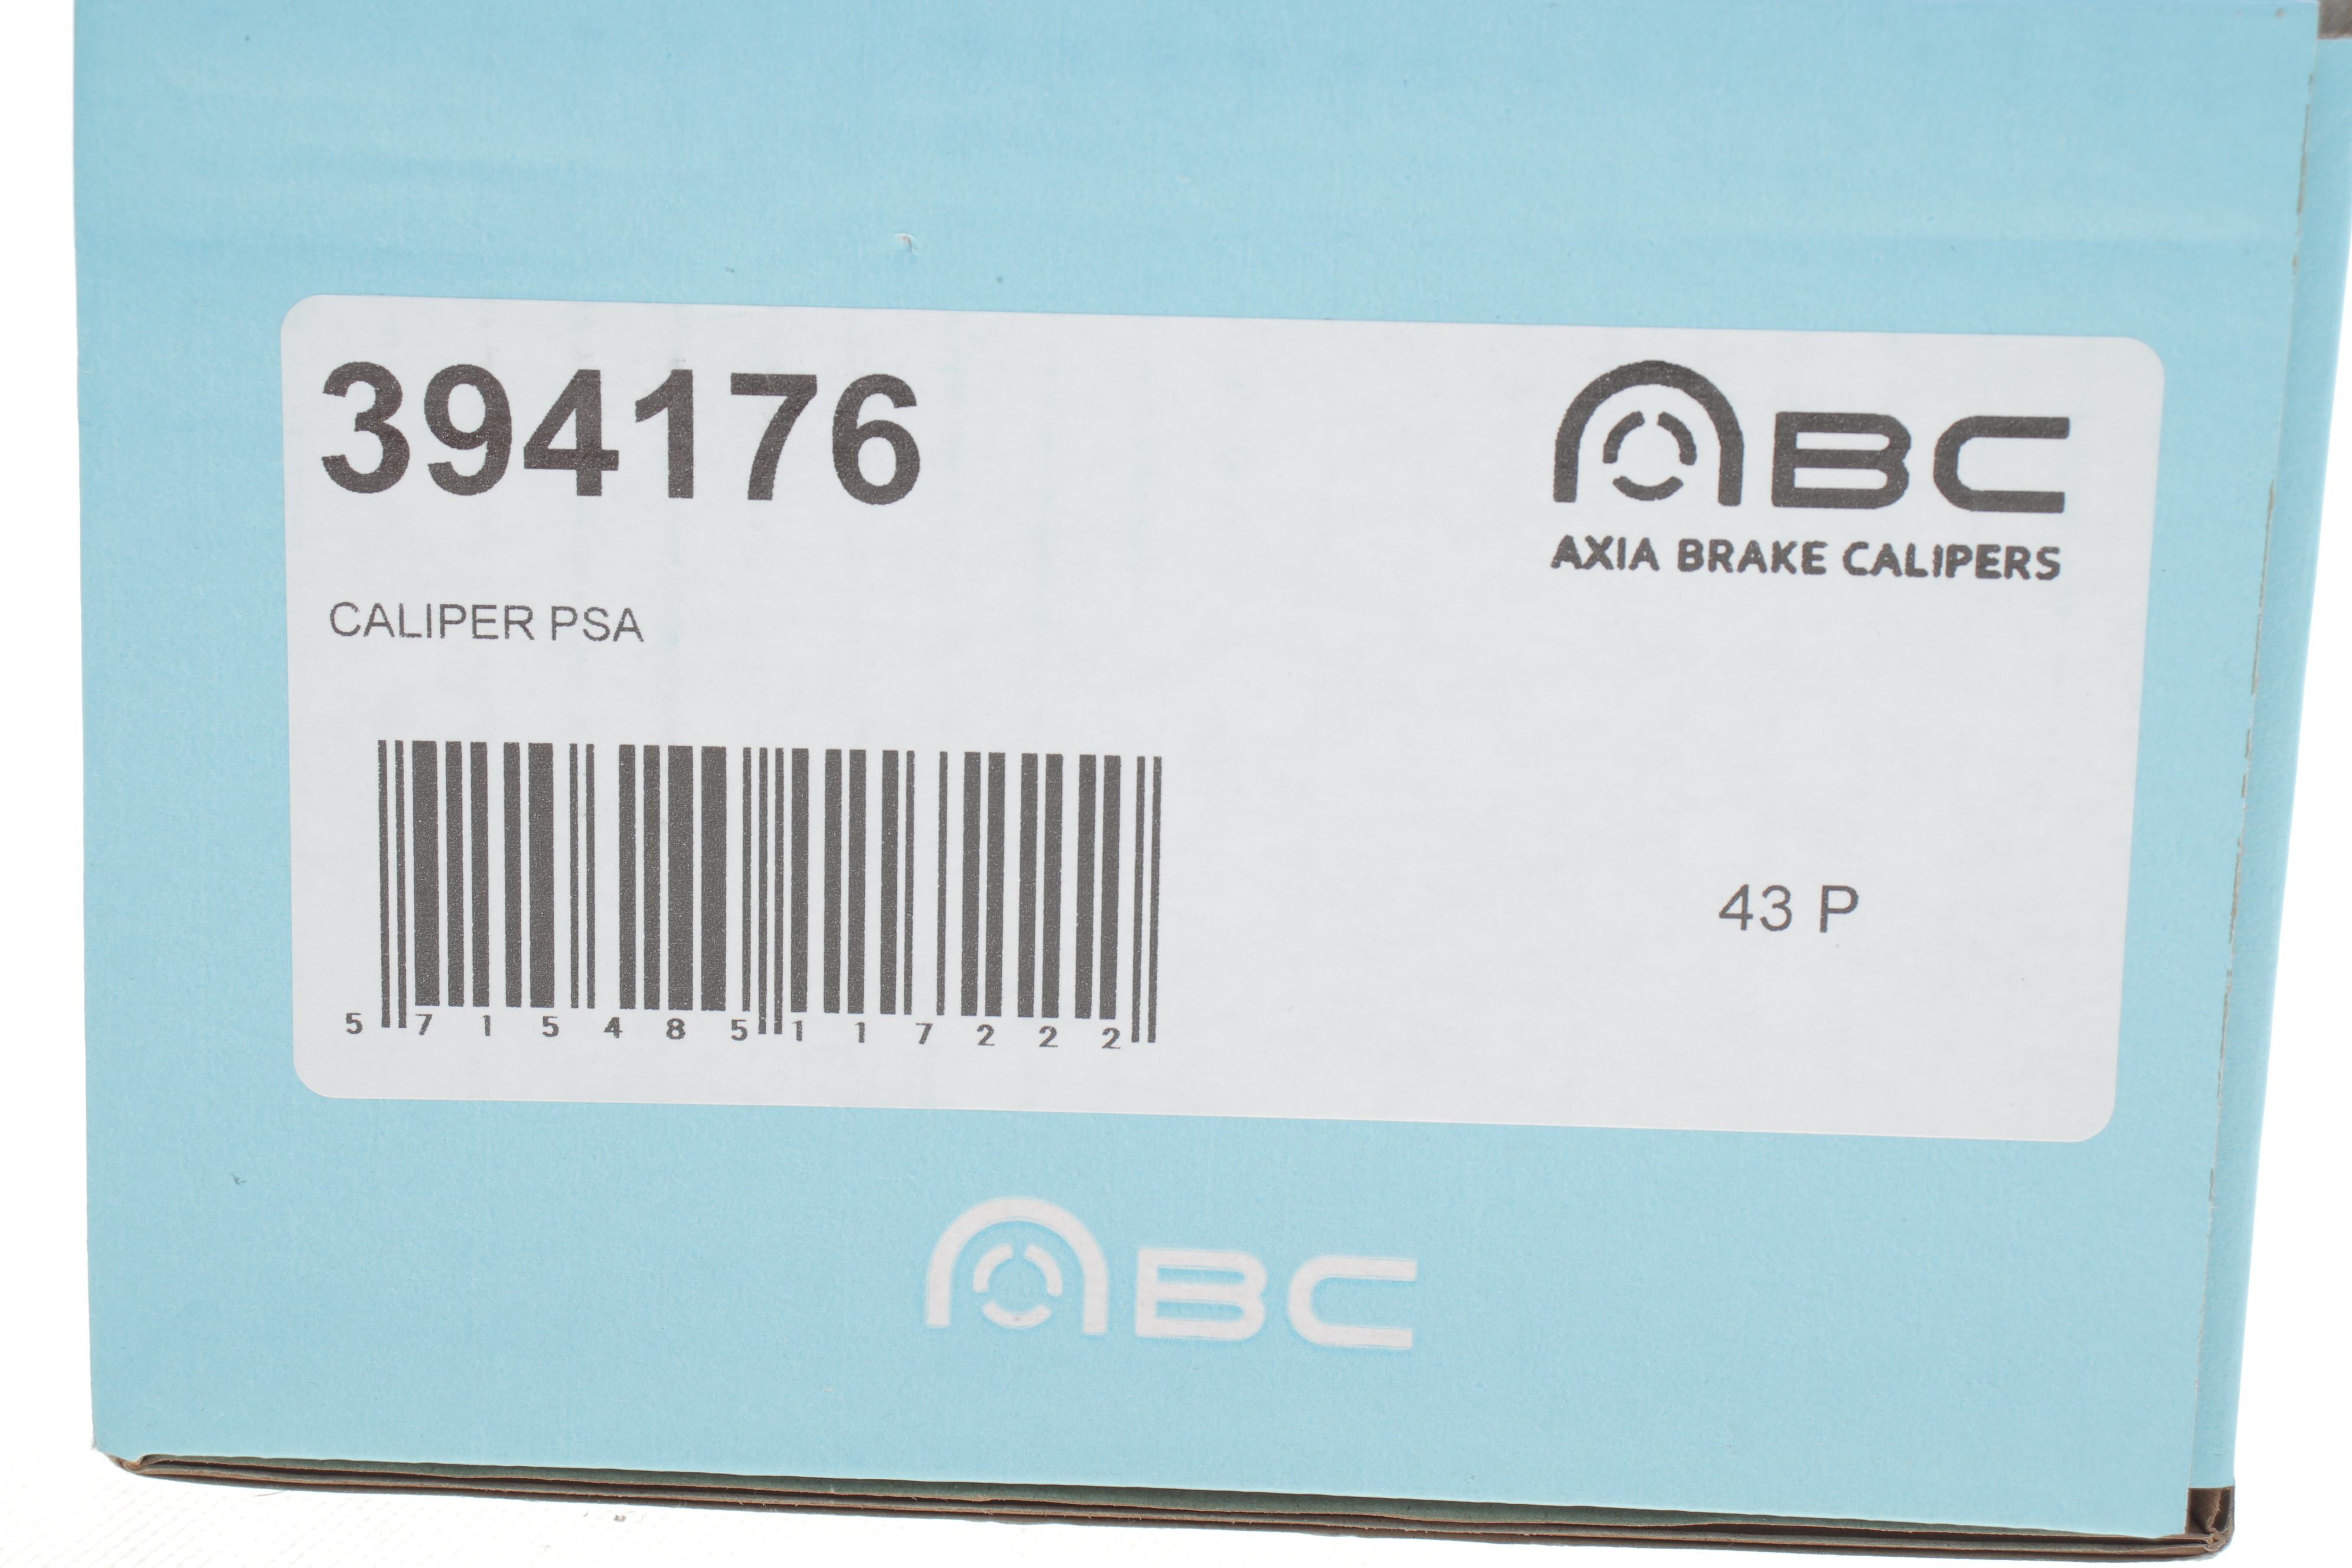 394176
ABC
AXIA BRAKE CALIPERS
CALIPER PSA
43 P
5 715485 117222
ABC